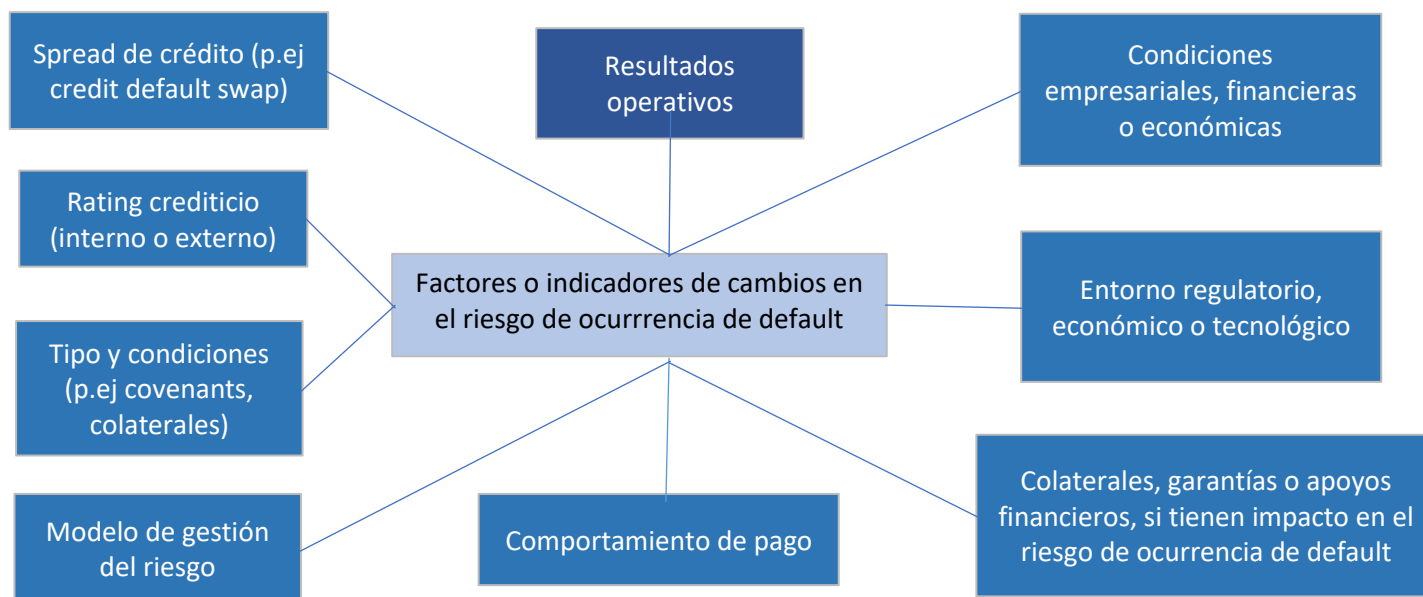 Spread de crédito (p.ej
credit default swap)
Resultados
operativos
Condiciones
empresariales, financieras
o económicas
Rating crediticio
(interno o externo)
Factores o indicadores de cambios en
el riesgo de ocurrrencia de default
Entorno regulatorio,
económico o tecnológico
Tipo y condiciones
(p.ej covenants,
colaterales)
Modelo de gestión
del riesgo
Comportamiento de pago
Colaterales, garantías o apoyos
financieros, si tienen impacto en el
riesgo de ocurrencia de default